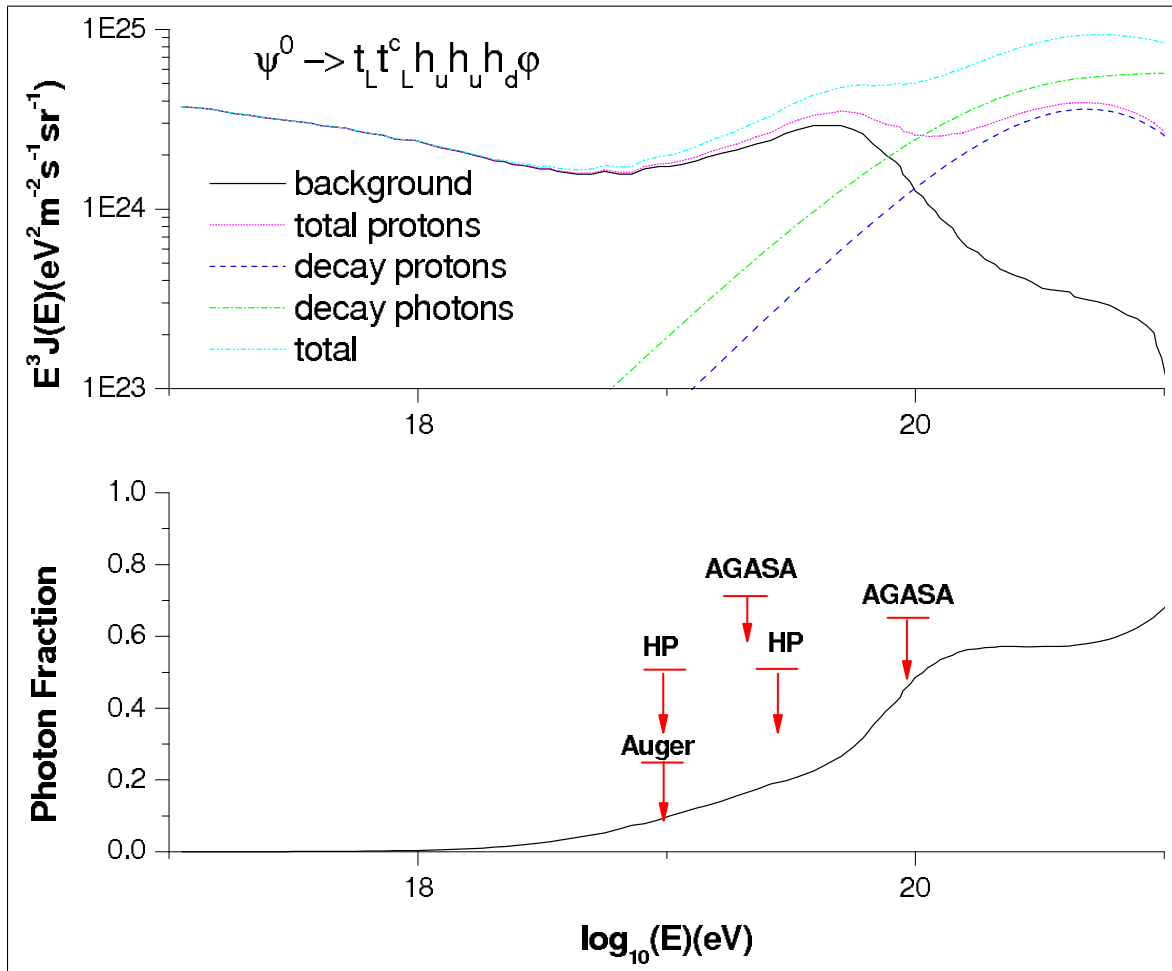 1E25
ψ⁰ –> t_L t^c_L h_u h_u h_d φ
E³ J(E)(eV²m⁻²s⁻¹sr⁻¹)
1E24
background
total protons
decay protons
decay photons
total
1E23
18 20
1.0
Photon Fraction
0.8
AGASA
AGASA
0.6
HP HP
0.4
Auger
0.2
0.0
18 20
log₁₀(E)(eV)